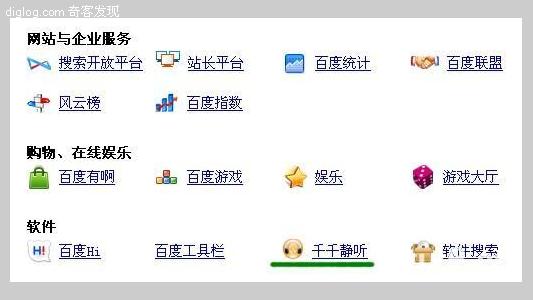 diglog.com 奇客发现
网站与企业服务
搜索开放平台 站长平台 百度统计 百度联盟
风云榜 百度指数
购物、在线娱乐
百度有啊 百度游戏 娱乐 游戏大厅
软件
Hi 百度Hi 百度工具栏 千千静听 软件搜索